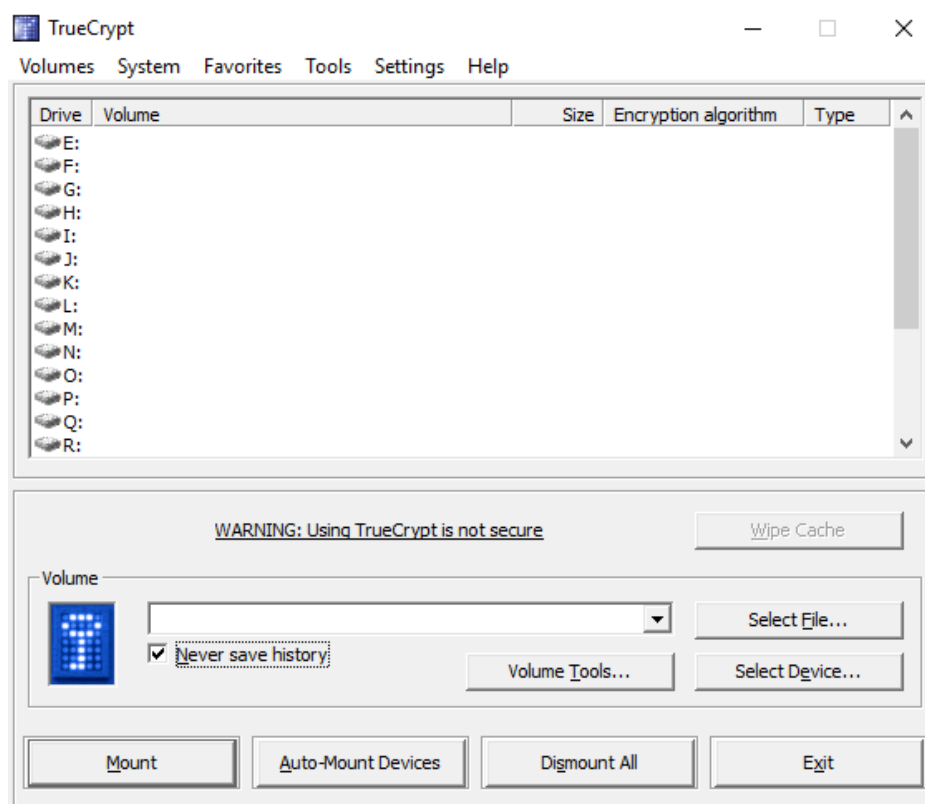 TrueCrypt
Volumes System Favorites Tools Settings Help
Drive Volume Size Encryption algorithm Type
E:
F:
G:
H:
I:
J:
K:
L:
M:
N:
O:
P:
Q:
R:
WARNING: Using TrueCrypt is not secure
Wipe Cache
Volume
Select File...
Never save history
Volume Tools...
Select Device...
Mount
Auto-Mount Devices
Dismount All
Exit